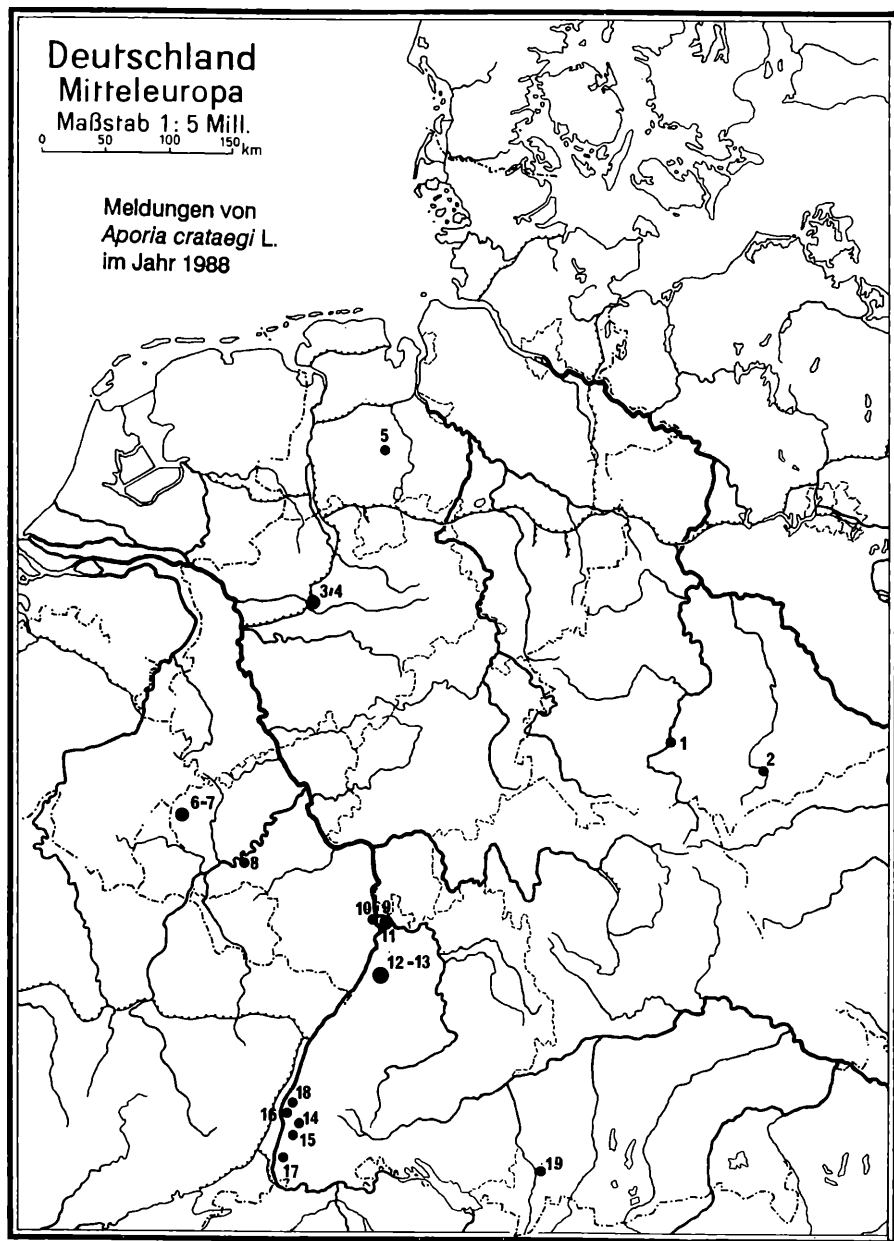 Deutschland
Mitteleuropa
Maßstab 1: 5 Mill.
0 50 100 150 km
Meldungen von
Aporia crataegi L.
im Jahr 1988
5
3/4
1
2
6-7
8
10 9
11
12-13
18
16 14
15
17
19